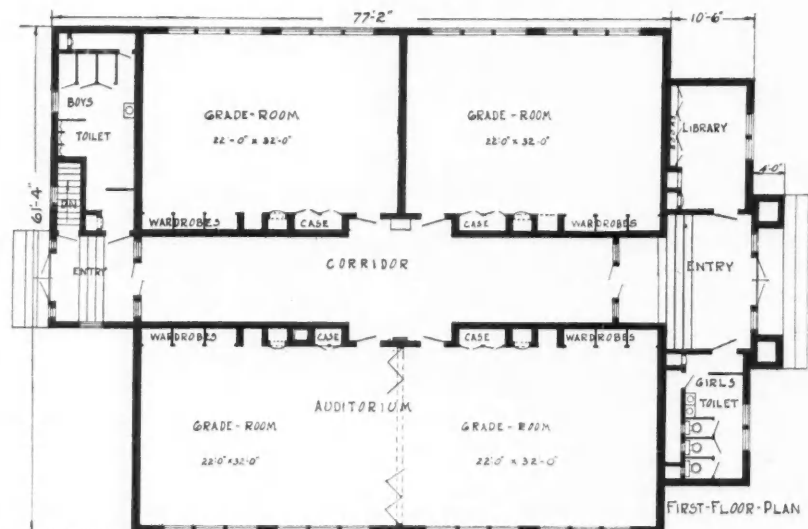 77'-2"
10'-6"
GRADE-ROOM
22'-0" x 32'-0"
GRADE-ROOM
22'-0" x 32'-0"
BOYS
TOILET
LIBRARY
61'-4"
4'-0"
DN
WARDROBES
CASE
CASE
WARDROBES
ENTRY
CORRIDOR
ENTRY
WARDROBES
CASE
CASE
WARDROBES
GIRLS
TOILET
AUDITORIUM
GRADE-ROOM
22'-0" x 32'-0"
GRADE-ROOM
22'-0" x 32'-0"
FIRST-FLOOR-PLAN